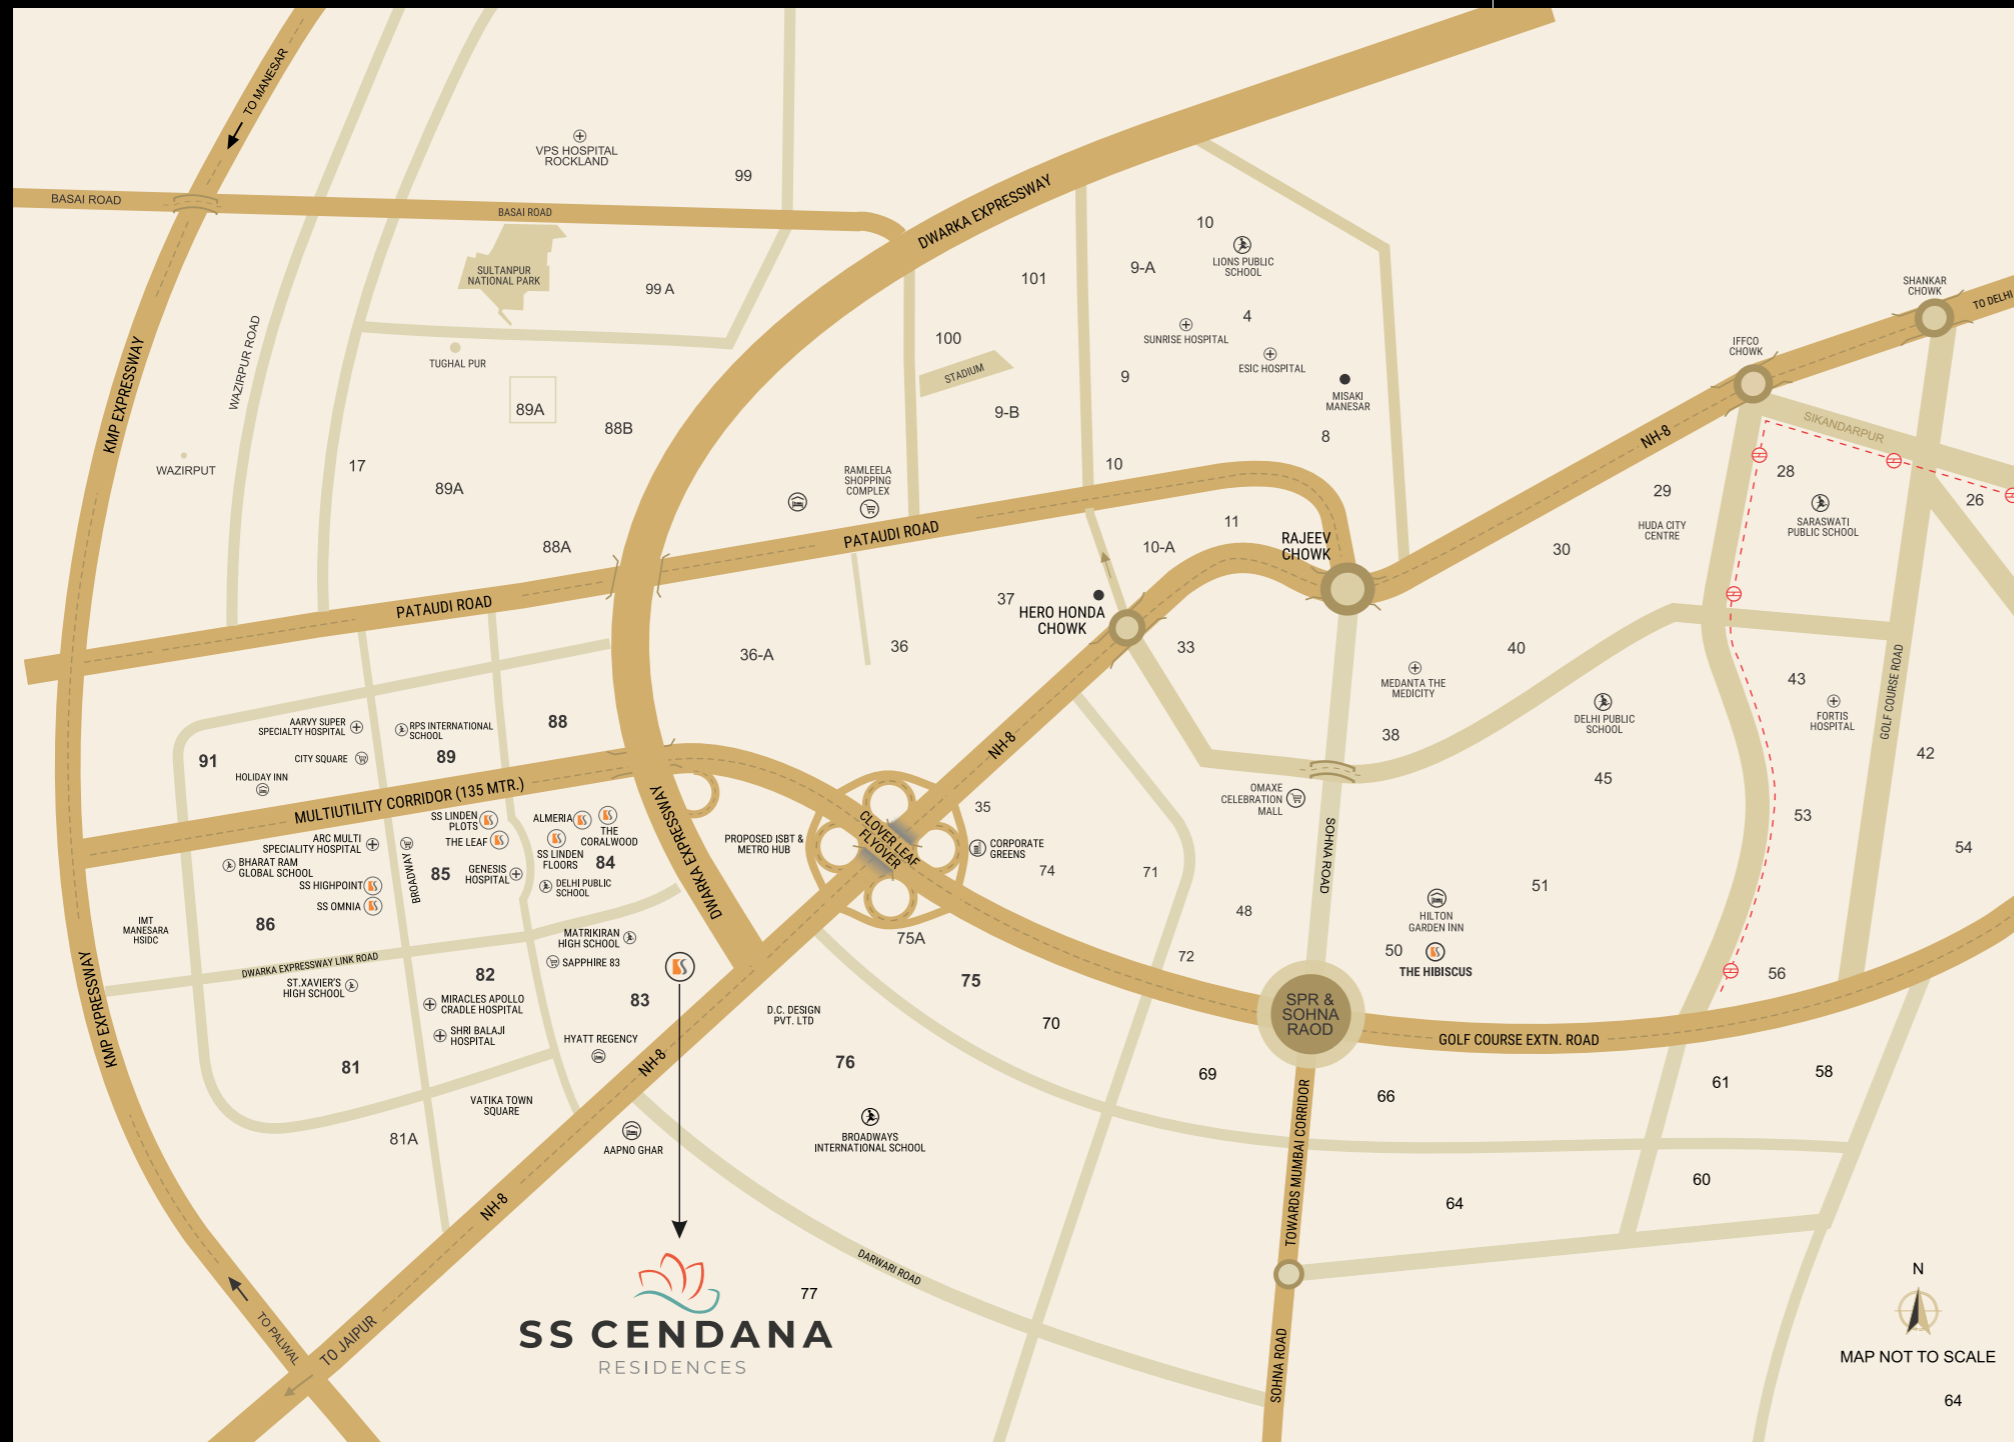 TO MANESAR
VPS HOSPITAL
ROCKLAND
99
BASAI ROAD
BASAI ROAD
DWARKA EXPRESSWAY
10
LIONS PUBLIC
SCHOOL
9-A
101
SULTANPUR
NATIONAL PARK
99 A
SHANKAR
CHOWK
TO DELHI
4
SUNRISE HOSPITAL
100
ESIC HOSPITAL
IFFCO
CHOWK
WAZIRPUR ROAD
KMP EXPRESSWAY
TUGHAL PUR
STADIUM
9
MISAKI
MANESAR
89A
9-B
88B
8
NH-8
SIKANDARPUR
WAZIRPUT
17
89A
RAMLEELA
SHOPPING
COMPLEX
10
28
29
26
SARASWATI
PUBLIC SCHOOL
HUDA CITY
CENTRE
11
PATAUDI ROAD
88A
10-A
RAJEEV
CHOWK
30
PATAUDI ROAD
37
HERO HONDA
CHOWK
36-A
36
33
40
MEDANTA THE
MEDICITY
43
FORTIS
HOSPITAL
GOLF COURSE ROAD
DELHI PUBLIC
SCHOOL
38
NH-8
42
45
AARVY SUPER
SPECIALTY HOSPITAL
RPS INTERNATIONAL
SCHOOL
88
91
CITY SQUARE
89
HOLIDAY INN
MULTIUTILITY CORRIDOR (135 MTR.)
OMAXE
CELEBRATION
MALL
35
53
SS LINDEN
PLOTS
ALMERIA
THE
CORALWOOD
THE LEAF
SS LINDEN
FLOORS
84
ARC MULTI
SPECIALITY HOSPITAL
BHARAT RAM
GLOBAL SCHOOL
BROADWAY
85
GENESIS
HOSPITAL
DELHI PUBLIC
SCHOOL
SS HIGHPOINT
SS OMNIA
DWARKA EXPRESSWAY
PROPOSED ISBT &
METRO HUB
CLOVER LEAF
FLYOVER
CORPORATE
GREENS
74
71
SOHNA ROAD
54
51
48
HILTON
GARDEN INN
50
THE HIBISCUS
56
72
75A
75
IMT
MANESARA
HSIDC
86
MATRIKIRAN
HIGH SCHOOL
SAPPHIRE 83
DWARKA EXPRESSWAY LINK ROAD
ST.XAVIER'S
HIGH SCHOOL
82
83
MIRACLES APOLLO
CRADLE HOSPITAL
SHRI BALAJI
HOSPITAL
HYATT REGENCY
KMP EXPRESSWAY
D.C. DESIGN
PVT. LTD
70
SPR &
SOHNA
RAOD
GOLF COURSE EXTN. ROAD
81
NH-8
76
69
66
61
58
VATIKA TOWN
SQUARE
81A
AAPNO GHAR
BROADWAYS
INTERNATIONAL SCHOOL
TOWARDS MUMBAI CORRIDOR
60
64
NH-8
DARWARI ROAD
77
TO PALWAL
TO JAIPUR
SS CENDANA
RESIDENCES
SOHNA ROAD
N
MAP NOT TO SCALE
64